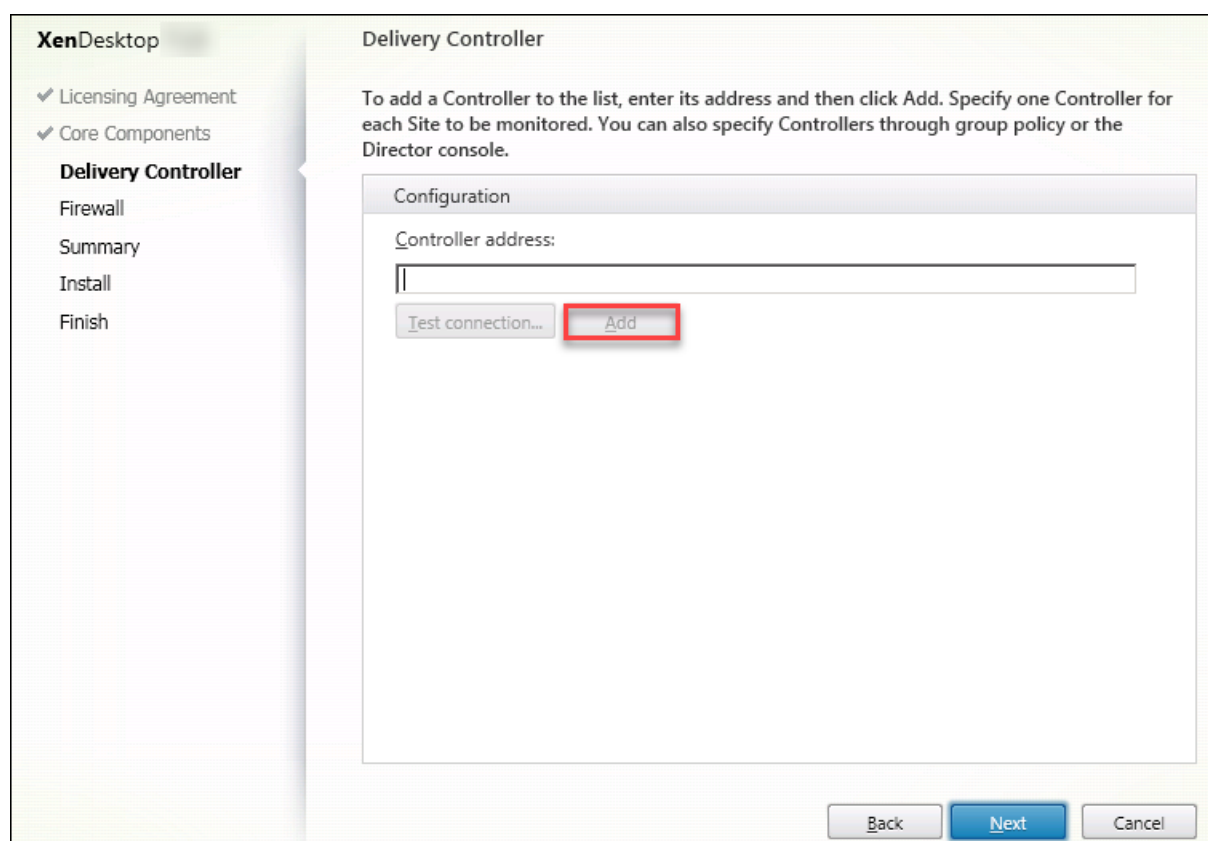 XenDesktop
Licensing Agreement
Core Components
Delivery Controller
Firewall
Summary
Install
Finish
Delivery Controller
To add a Controller to the list, enter its address and then click Add. Specify one Controller for
each Site to be monitored. You can also specify Controllers through group policy or the
Director console.
Configuration
Controller address:
Test connection... Add
Back Next Cancel